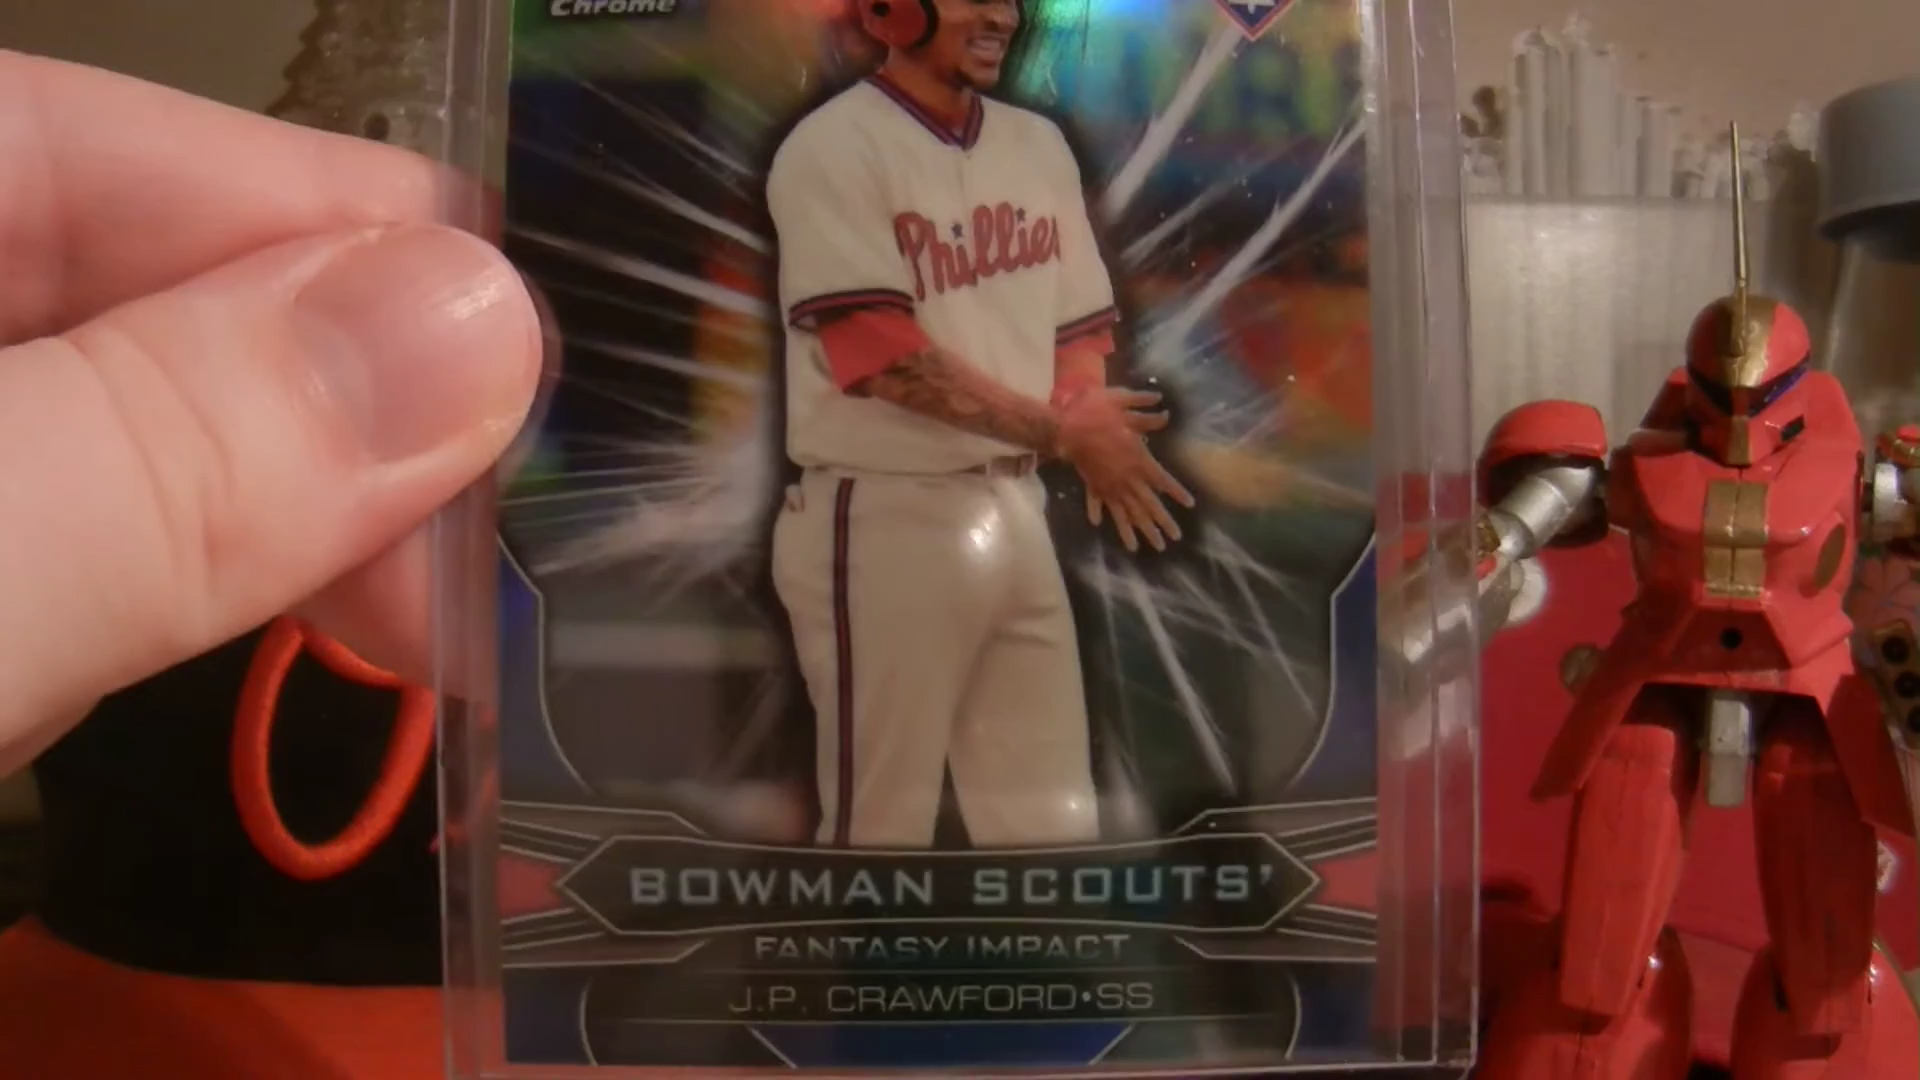 Chrome
Phillies
BOWMAN SCOUTS'
FANTASY IMPACT
J.P. CRAWFORD•SS